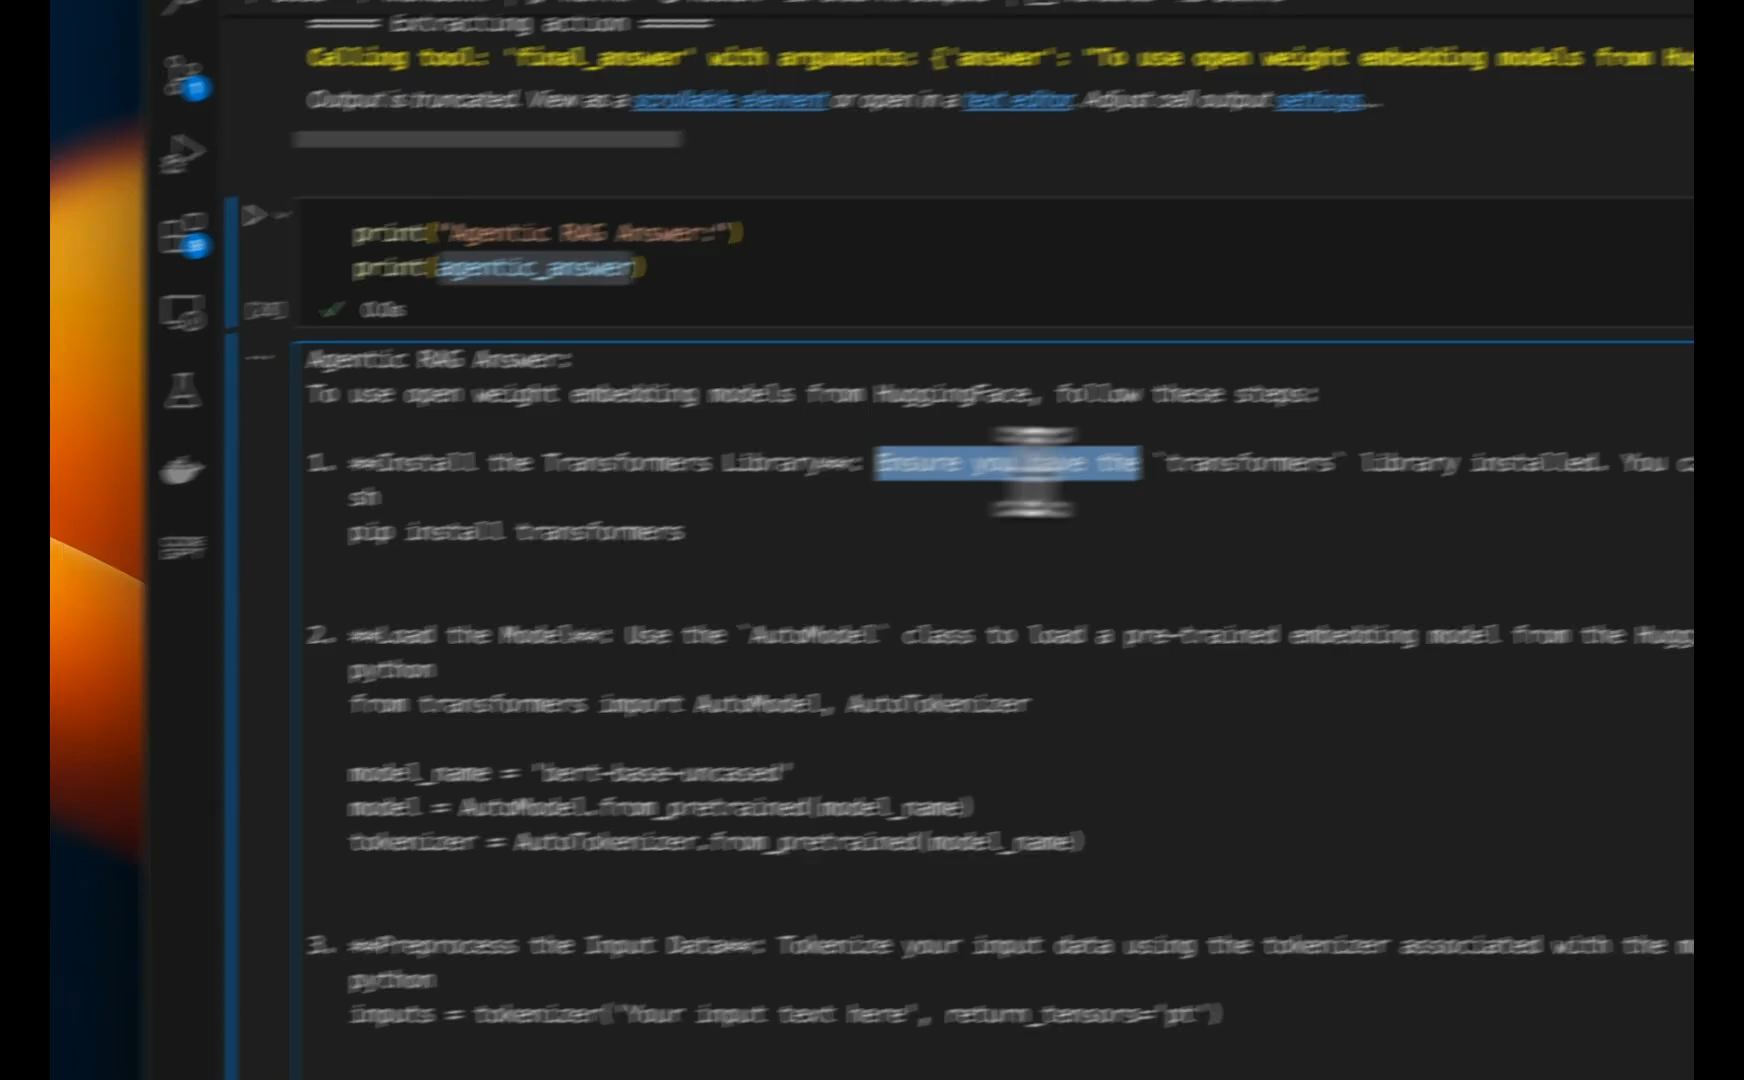 ===== Extracting action =====
Calling tool: 'final_answer' with arguments: {'answer': "To use open weight embedding models from Hug
Output is truncated. View as a scrollable element or open in a text editor. Adjust cell output settings...
print("Agentic RAG Answer:")
print(agentic_answer)
Agentic RAG Answer:
To use open weight embedding models from HuggingFace, follow these steps:
1. **Install the Transformers Library**: Ensure you have the `transformers` library installed. You c
sh
pip install transformers
2. **Load the Model**: Use the `AutoModel` class to load a pre-trained embedding model from the Hugg
python
from transformers import AutoModel, AutoTokenizer
model_name = "bert-base-uncased"
model = AutoModel.from_pretrained(model_name)
tokenizer = AutoTokenizer.from_pretrained(model_name)
3. **Preprocess the Input Data**: Tokenize your input data using the tokenizer associated with the m
python
inputs = tokenizer("Your input text here", return_tensors="pt")